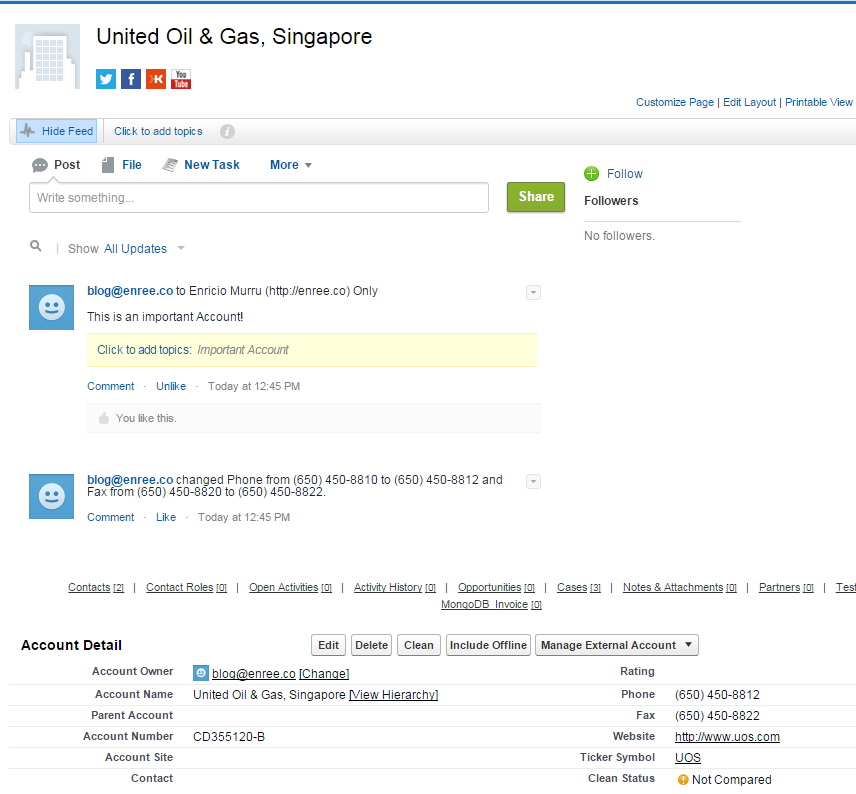 United Oil & Gas, Singapore
You
Tube
Customize Page | Edit Layout | Printable View
Hide Feed
Click to add topics
Post
File
New Task
More
Follow
Write something...
Share
Followers
No followers.
Show All Updates
blog@enree.co to Enricio Murru (http://enree.co) Only
This is an important Account!
Click to add topics: Important Account
Comment · Unlike · Today at 12:45 PM
You like this.
blog@enree.co changed Phone from (650) 450-8810 to (650) 450-8812 and
Fax from (650) 450-8820 to (650) 450-8822.
Comment · Like · Today at 12:45 PM
Contacts [2] | Contact Roles [0] | Open Activities [0] | Activity History [0] | Opportunities [0] | Cases [3] | Notes & Attachments [0] | Partners [0] | Test
MongoDB_Invoice [0]
Account Detail
Edit
Delete
Clean
Include Offline
Manage External Account
Account Owner blog@enree.co [Change]
Rating
Account Name United Oil & Gas, Singapore [View Hierarchy]
Phone (650) 450-8812
Parent Account
Fax (650) 450-8822
Account Number CD355120-B
Website http://www.uos.com
Account Site
Ticker Symbol UOS
Contact
Clean Status Not Compared